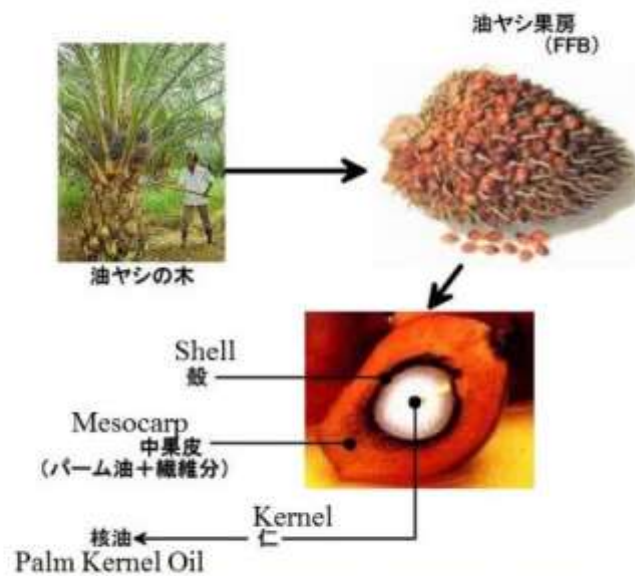 油ヤシ果房
(FFB)
油ヤシの木
Shell
殻
Mesocarp
中果皮
(パーム油＋繊維分)
Kernel
仁
核油
Palm Kernel Oil